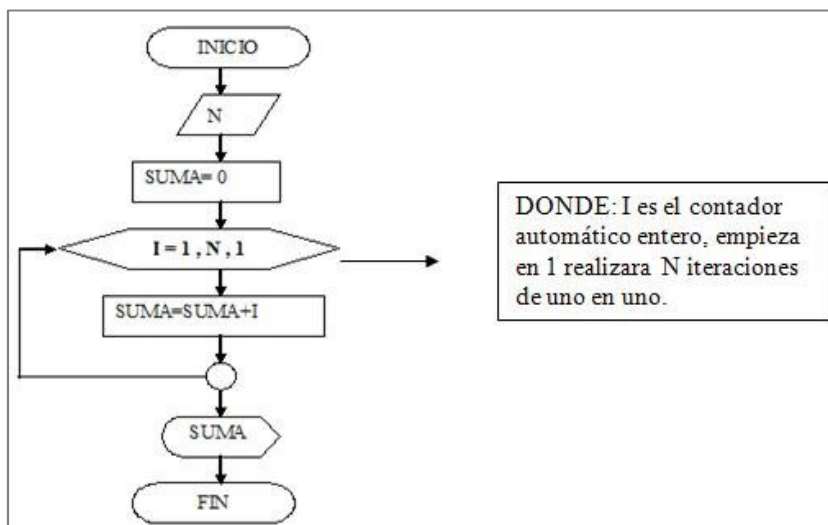 INICIO
N
SUMA= 0
I = 1 , N , 1
SUMA=SUMA+I
SUMA
FIN
DONDE: I es el contador
automático entero, empieza
en 1 realizara N iteraciones
de uno en uno.